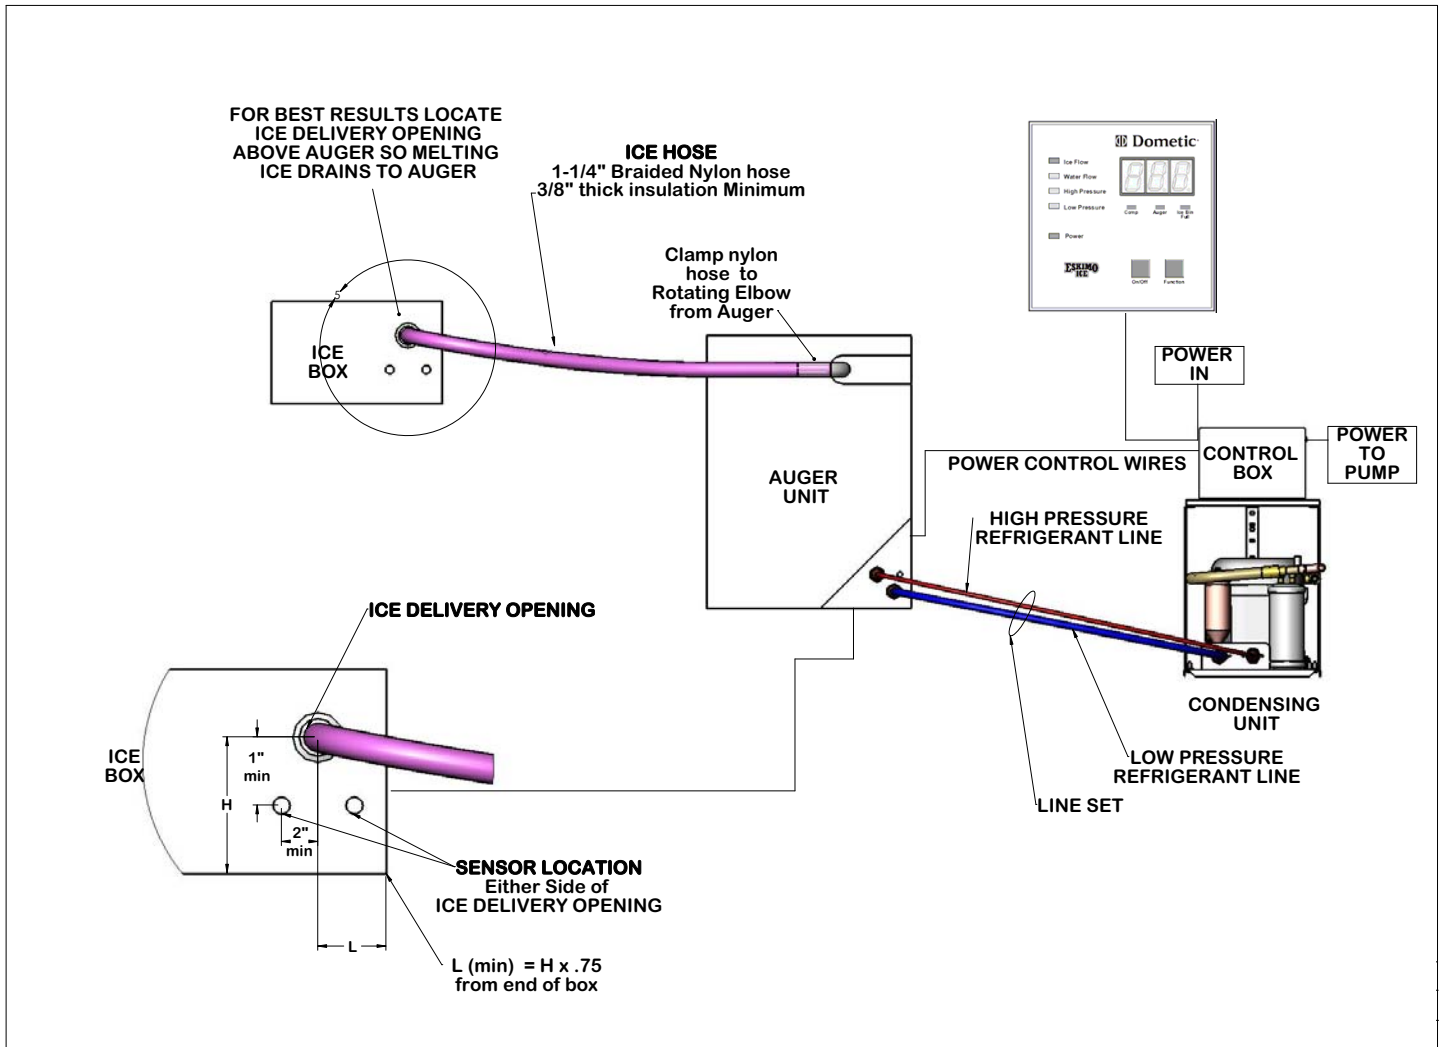 FOR BEST RESULTS LOCATE
ICE DELIVERY OPENING
ABOVE AUGER SO MELTING
ICE DRAINS TO AUGER
ICE HOSE
1-1/4" Braided Nylon hose
3/8" thick insulation Minimum
Clamp nylon
hose to
Rotating Elbow
from Auger
5
ICE
BOX
AUGER
UNIT
Dometic
Ice Flow
Water Flow
High Pressure
Low Pressure
Power
888
Comp
Auger
Ice Bin
Full
ESKIMO
ICE
On/Off
Function
POWER
IN
CONTROL
BOX
POWER
TO
PUMP
POWER CONTROL WIRES
HIGH PRESSURE
REFRIGERANT LINE
CONDENSING
UNIT
LOW PRESSURE
REFRIGERANT LINE
LINE SET
ICE DELIVERY OPENING
ICE
BOX
1"
min
H
2"
min
SENSOR LOCATION
Either Side of
ICE DELIVERY OPENING
L
L (min) = H x .75
from end of box